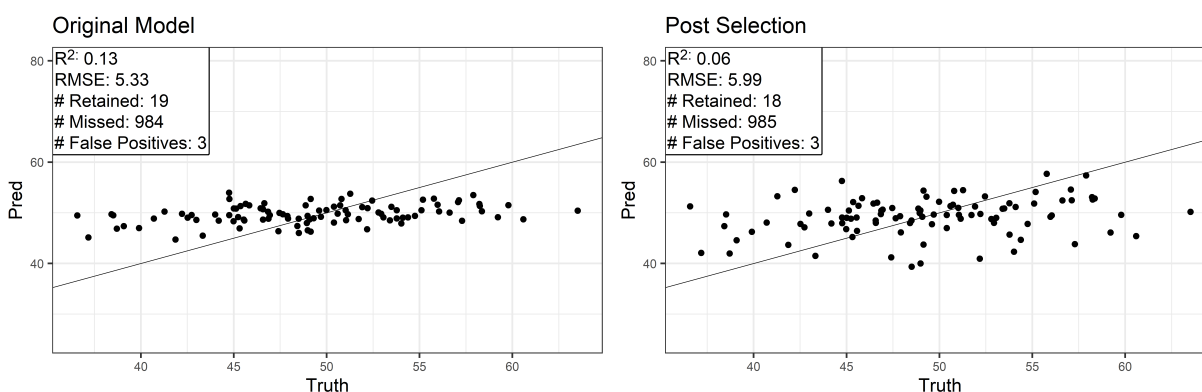 Original Model
R2: 0.13
RMSE: 5.33
# Retained: 19
# Missed: 984
# False Positives: 3
80
60
40
Pred
40 45 50 55 60
Truth
Post Selection
R2: 0.06
RMSE: 5.99
# Retained: 18
# Missed: 985
# False Positives: 3
80
60
40
Pred
40 45 50 55 60
Truth